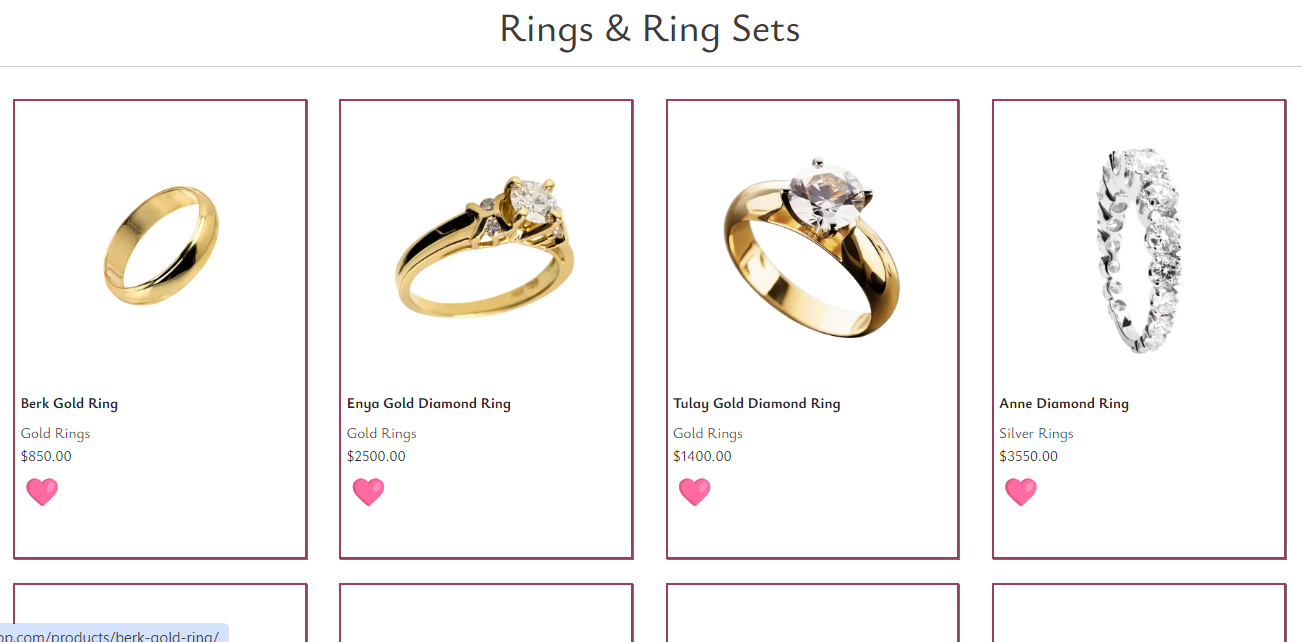 Rings & Ring Sets
Berk Gold Ring
Gold Rings
$850.00
Enya Gold Diamond Ring
Gold Rings
$2500.00
Tulay Gold Diamond Ring
Gold Rings
$1400.00
Anne Diamond Ring
Silver Rings
$3550.00
pp.com/products/berk-gold-ring/